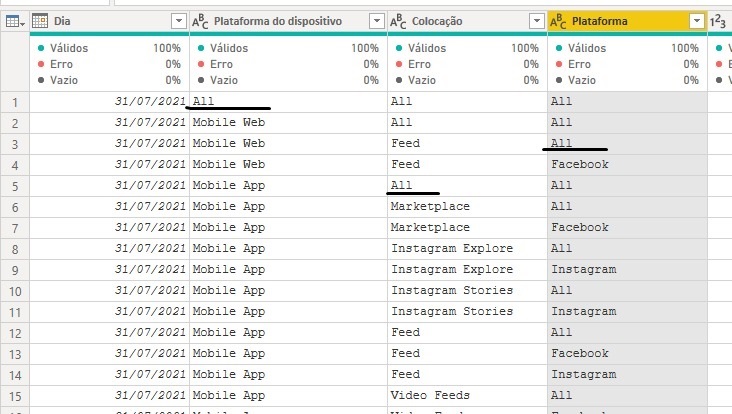 Dia ABC Plataforma do dispositivo ABC Colocação ABC Plataforma 123
Válidos 100% Válidos 100% Válidos 100% Válidos 100%
Erro 0% Erro 0% Erro 0% Erro 0%
Vazio 0% Vazio 0% Vazio 0% Vazio 0%
1 31/07/2021 All All All
2 31/07/2021 Mobile Web All All
3 31/07/2021 Mobile Web Feed All
4 31/07/2021 Mobile Web Feed Facebook
5 31/07/2021 Mobile App All All
6 31/07/2021 Mobile App Marketplace All
7 31/07/2021 Mobile App Marketplace Facebook
8 31/07/2021 Mobile App Instagram Explore All
9 31/07/2021 Mobile App Instagram Explore Instagram
10 31/07/2021 Mobile App Instagram Stories All
11 31/07/2021 Mobile App Instagram Stories Instagram
12 31/07/2021 Mobile App Feed All
13 31/07/2021 Mobile App Feed Facebook
14 31/07/2021 Mobile App Feed Instagram
15 31/07/2021 Mobile App Video Feeds All